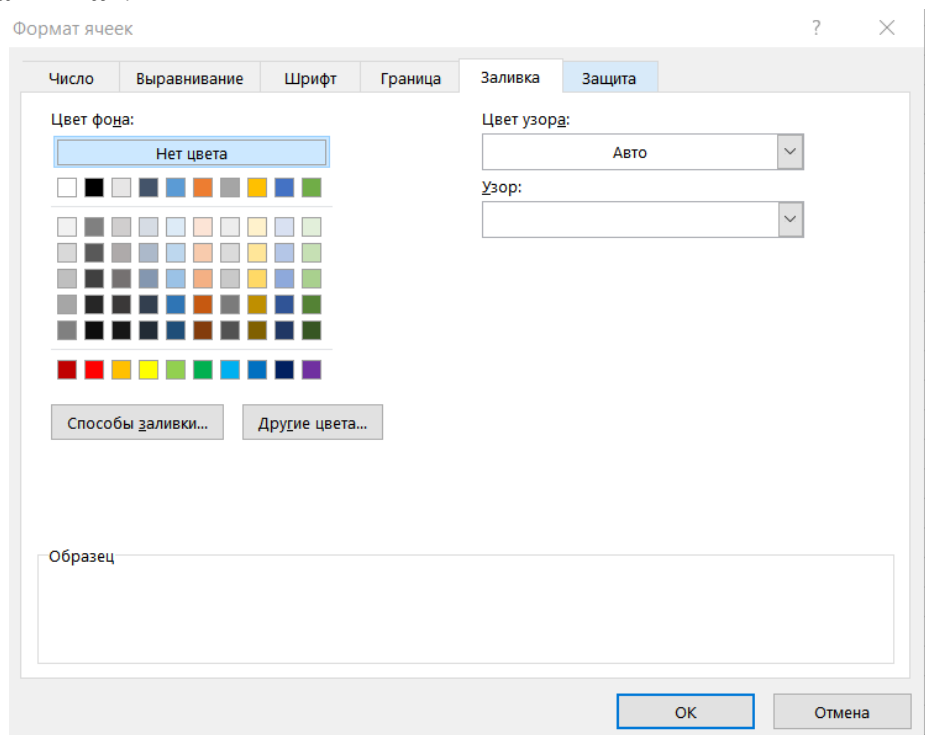 Формат ячеек ?
Число Выравнивание Шрифт Граница Заливка Защита
Цвет фона:
Нет цвета
Цвет узора:
Авто
Узор:
Способы заливки... Другие цвета...
Образец
ОК Отмена